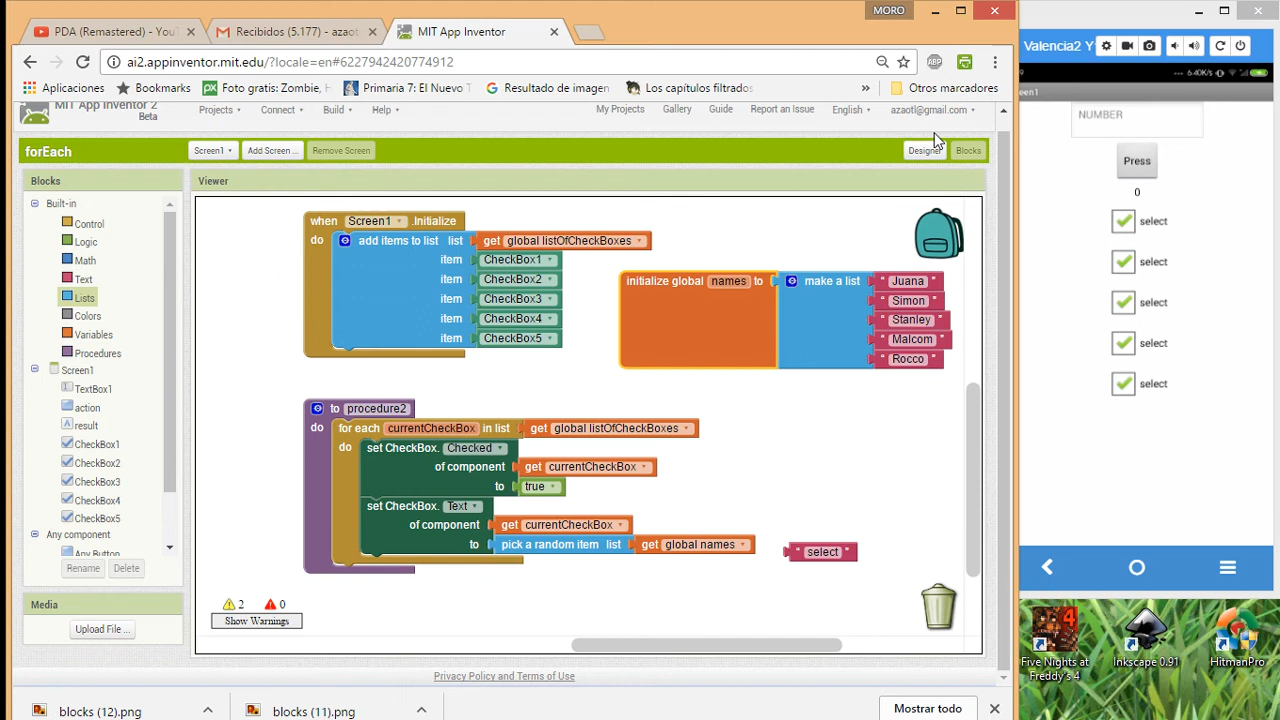 MORO
PDA (Remastered) - You
Recibidos (5.177) - azaot
MIT App Inventor
ai2.appinventor.mit.edu/?locale=en#6227942420774912
ABP
Aplicaciones
Bookmarks
Foto gratis: Zombie,
Primaria 7: El Nuevo T
Resultado de imagen
Los capítulos filtrados
»
Otros marcadores
MIT App Inventor 2
Beta
Projects
Connect
Build
Help
My Projects
Gallery
Guide
Report an Issue
English
azaotl@gmail.com
forEach
Screen1
Add Screen ...
Remove Screen
Designer
Blocks
Blocks
Built-in
Control
Logic
Math
Text
Lists
Colors
Variables
Procedures
Screen1
TextBox1
action
result
CheckBox1
CheckBox2
CheckBox3
CheckBox4
CheckBox5
Any component
Any Button
Rename
Delete
Media
Upload File ...
Viewer
when Screen1 .Initialize
do add items to list list get global listOfCheckBoxes
item CheckBox1
item CheckBox2
item CheckBox3
item CheckBox4
item CheckBox5
initialize global names to make a list " Juana "
" Simon "
" Stanley "
" Malcom "
" Rocco "
to procedure2
do for each currentCheckBox in list get global listOfCheckBoxes
do set CheckBox. Checked
of component get currentCheckBox
to true
set CheckBox. Text
of component get currentCheckBox
to pick a random item list get global names
" select "
2 0
Show Warnings
Privacy Policy and Terms of Use
blocks (12).png
blocks (11).png
Mostrar todo
Valencia2 Y
6.40K/s
een1
NUMBER
Press
0
select
select
select
select
select
4
Five Nights at
Freddy's 4
Inkscape 0.91
HitmanPro